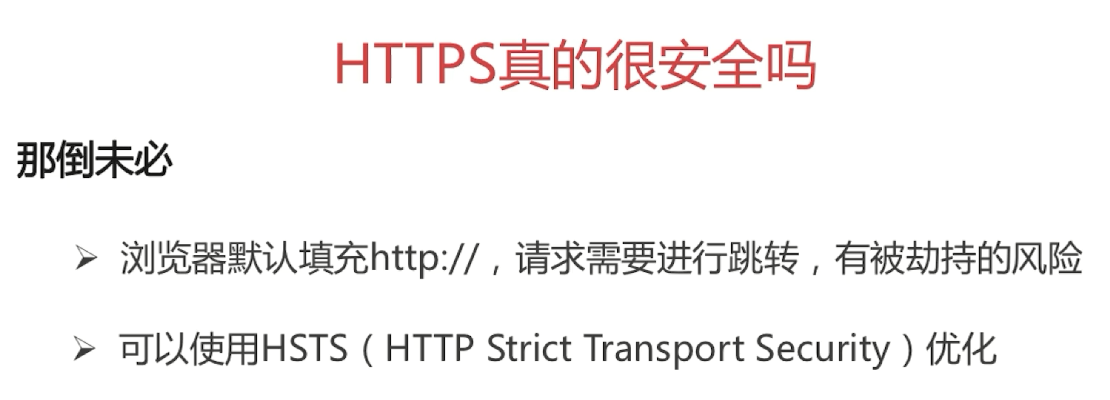 HTTPS真的很安全吗
那倒未必
浏览器默认填充http://，请求需要进行跳转，有被劫持的风险
可以使用HSTS（HTTP Strict Transport Security）优化